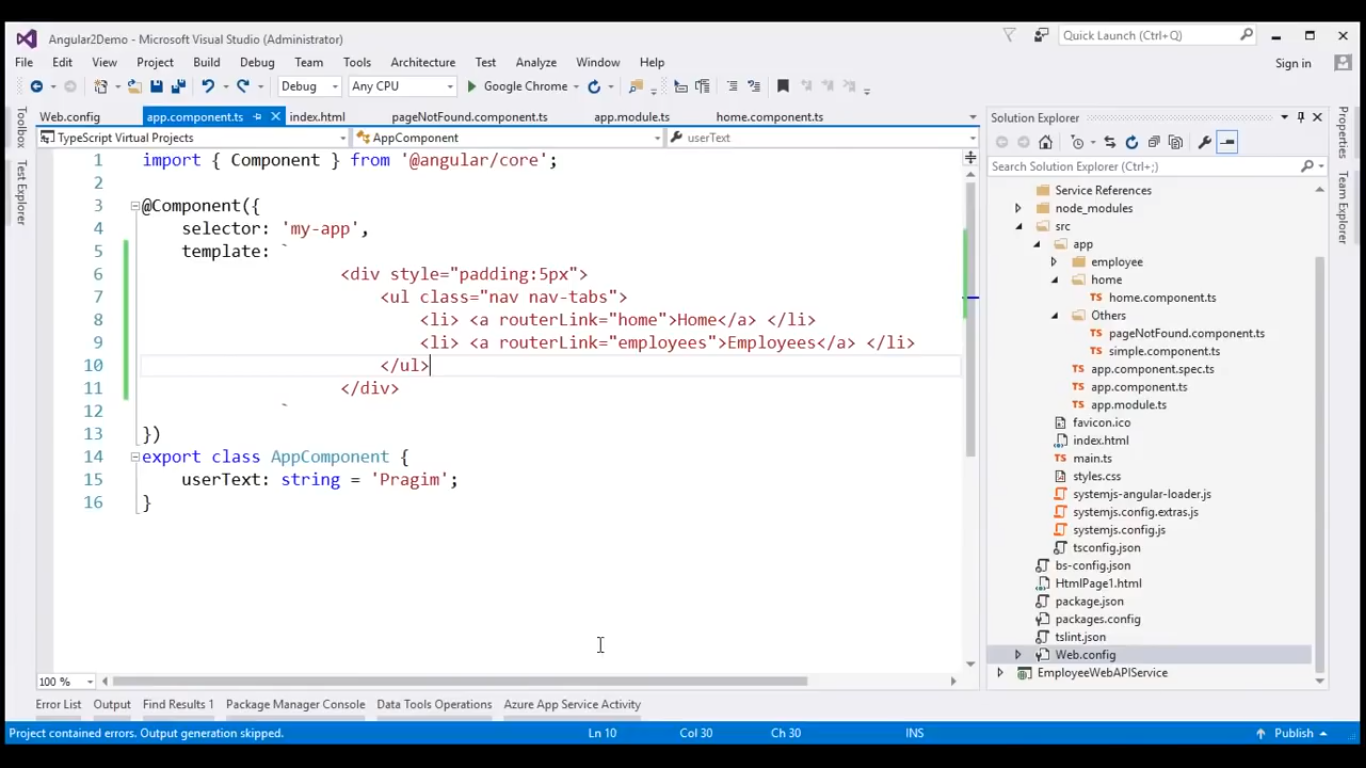 Angular2Demo - Microsoft Visual Studio (Administrator)
Quick Launch (Ctrl+Q)
File Edit View Project Build Debug Team Tools Architecture Test Analyze Window Help
Sign in
Debug Any CPU Google Chrome
Toolbox
Test Explorer
Web.config app.component.ts index.html pageNotFound.component.ts app.module.ts home.component.ts
TypeScript Virtual Projects AppComponent userText
1 import { Component } from '@angular/core';
2
3 @Component({
4 selector: 'my-app',
5 template: `
6 <div style="padding:5px">
7 <ul class="nav nav-tabs">
8 <li> <a routerLink="home">Home</a> </li>
9 <li> <a routerLink="employees">Employees</a> </li>
10 </ul>
11 </div>
12 `
13 })
14 export class AppComponent {
15 userText: string = 'Pragim';
16 }
100 %
Solution Explorer
Search Solution Explorer (Ctrl+;)
Service References
node_modules
src
app
employee
home
TS home.component.ts
Others
TS pageNotFound.component.ts
TS simple.component.ts
TS app.component.spec.ts
TS app.component.ts
TS app.module.ts
favicon.ico
index.html
TS main.ts
styles.css
systemjs-angular-loader.js
systemjs.config.extras.js
systemjs.config.js
tsconfig.json
bs-config.json
HtmlPage1.html
package.json
packages.config
tslint.json
Web.config
EmployeeWebAPIService
Properties
Team Explorer
Error List Output Find Results 1 Package Manager Console Data Tools Operations Azure App Service Activity
Project contained errors. Output generation skipped. Ln 10 Col 30 Ch 30 INS Publish